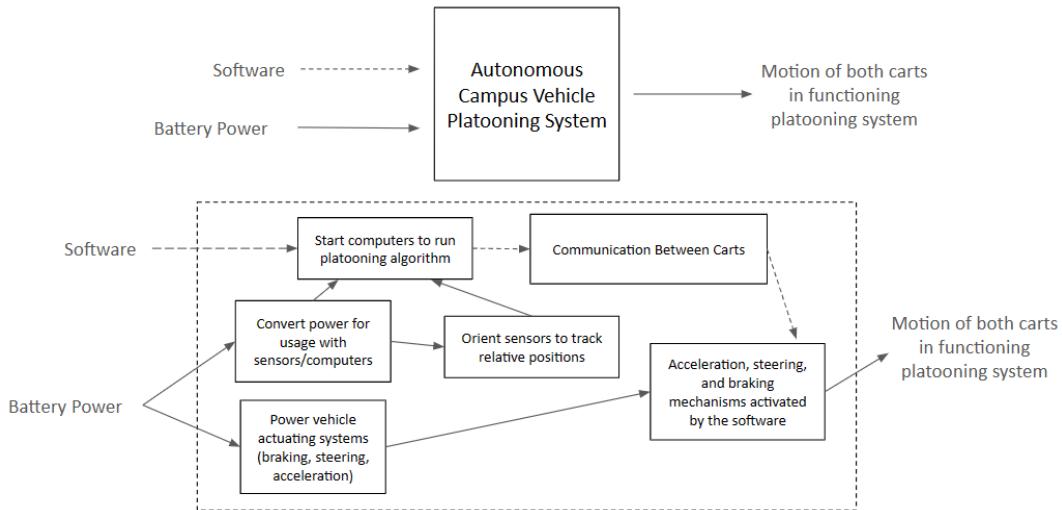 Software
Battery Power
Autonomous
Campus Vehicle
Platooning System
Motion of both carts
in functioning
platooning system
Software
Start computers to run
platooning algorithm
Communication Between Carts
Convert power for
usage with
sensors/computers
Orient sensors to track
relative positions
Battery Power
Power vehicle
actuating systems
(braking, steering,
acceleration)
Acceleration, steering,
and braking
mechanisms activated
by the software
Motion of both carts
in functioning
platooning system